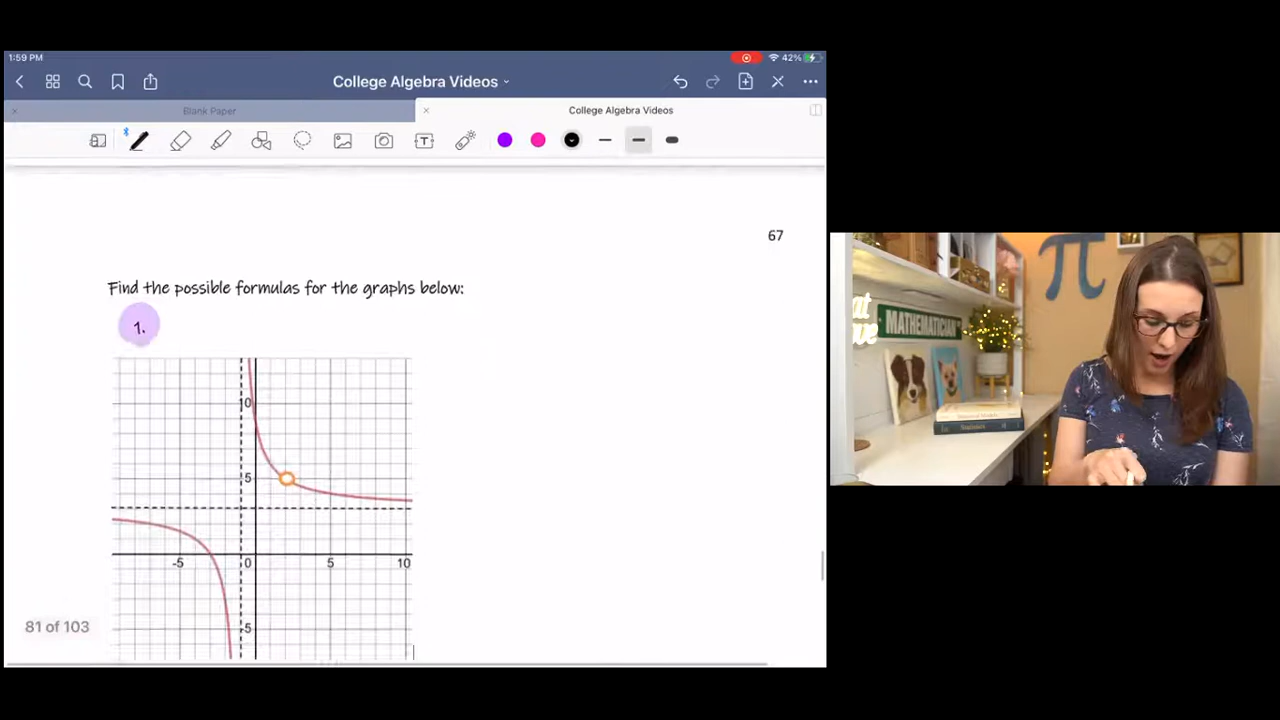 1:59 PM
42%
College Algebra Videos
Blank Paper
College Algebra Videos
T
67
Find the possible formulas for the graphs below:
1.
10
5
-5
0
5
10
-5
81 of 103
π
MATHEMATICIAN